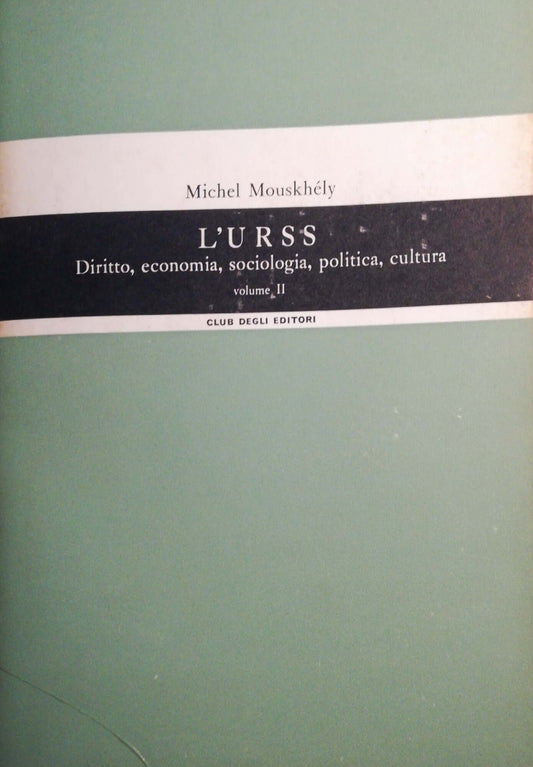 Michel Mouskhély
L'URSS
Diritto, economia, sociologia, politica, cultura
volume II
CLUB DEGLI EDITORI